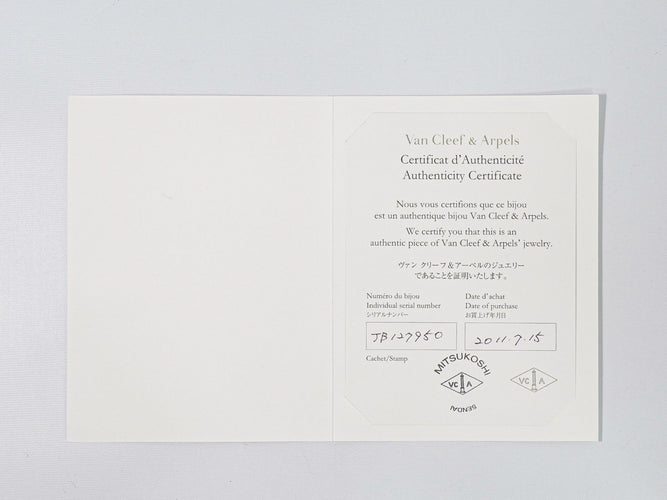 Van Cleef & Arpels
Certificat d'Authenticité
Authenticity Certificate
Nous vous certifions que ce bijou
est un authentique bijou Van Cleef & Arpels.
We certify you that this is an
authentic piece of Van Cleef & Arpels' jewelry.
ヴァン クリーフ&アーペルのジュエリー
であることを証明いたします。
Numéro du bijou
Individual serial number
シリアルナンバー
JB127950
Date d'achat
Date of purchase
お買上げ年月日
2011.7.15
Cachet/Stamp
MITSUKOSHI
VC A
SENDAI
VC A